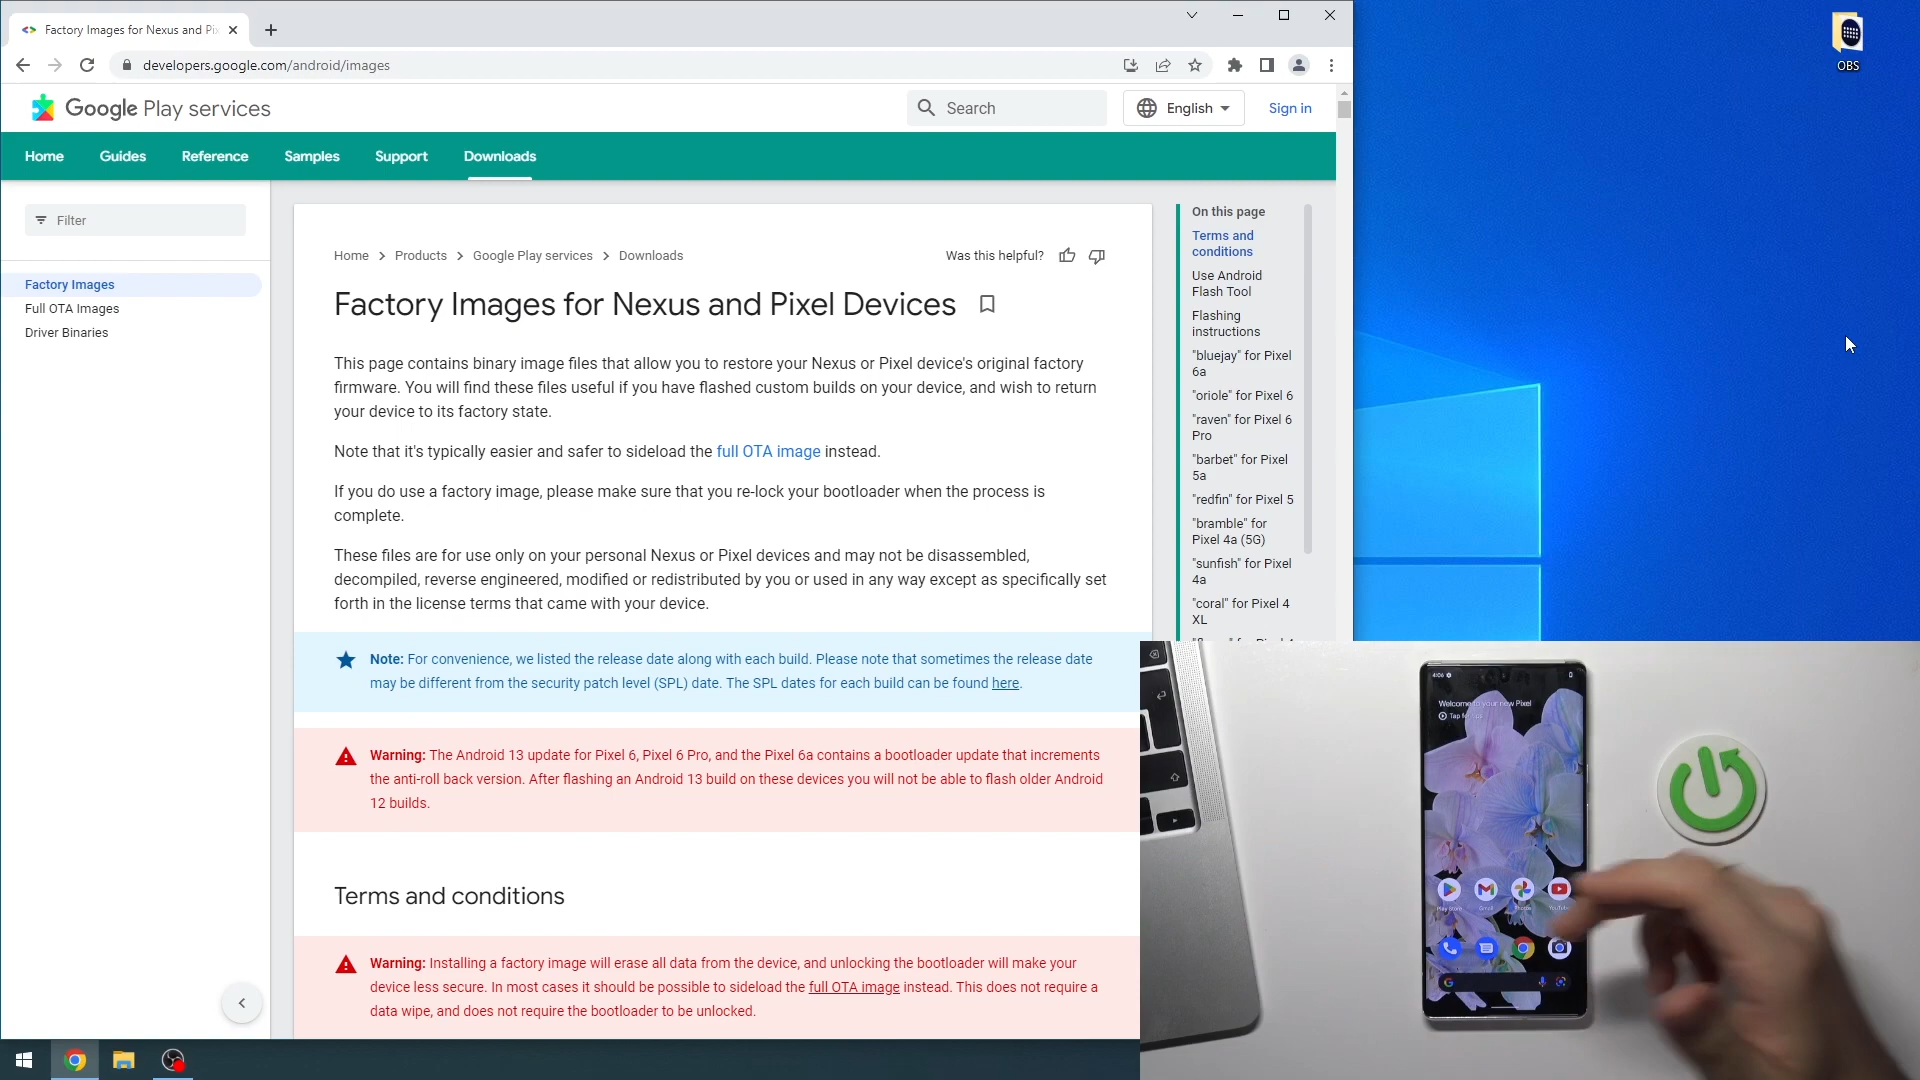 Factory Images for Nexus and Pix
developers.google.com/android/images
OBS
Google Play services
Search
English
Sign in
Home
Guides
Reference
Samples
Support
Downloads
Filter
Factory Images
Full OTA Images
Driver Binaries
Home
Products
Google Play services
Downloads
Was this helpful?
Factory Images for Nexus and Pixel Devices
This page contains binary image files that allow you to restore your Nexus or Pixel device's original factory
firmware. You will find these files useful if you have flashed custom builds on your device, and wish to return
your device to its factory state.
Note that it's typically easier and safer to sideload the full OTA image instead.
If you do use a factory image, please make sure that you re-lock your bootloader when the process is
complete.
These files are for use only on your personal Nexus or Pixel devices and may not be disassembled,
decompiled, reverse engineered, modified or redistributed by you or used in any way except as specifically set
forth in the license terms that came with your device.
Note: For convenience, we listed the release date along with each build. Please note that sometimes the release date
may be different from the security patch level (SPL) date. The SPL dates for each build can be found here.
Warning: The Android 13 update for Pixel 6, Pixel 6 Pro, and the Pixel 6a contains a bootloader update that increments
the anti-roll back version. After flashing an Android 13 build on these devices you will not be able to flash older Android
12 builds.
Terms and conditions
Warning: Installing a factory image will erase all data from the device, and unlocking the bootloader will make your
device less secure. In most cases it should be possible to sideload the full OTA image instead. This does not require a
data wipe, and does not require the bootloader to be unlocked.
On this page
Terms and
conditions
Use Android
Flash Tool
Flashing
instructions
"bluejay" for Pixel
6a
"oriole" for Pixel 6
"raven" for Pixel 6
Pro
"barbet" for Pixel
5a
"redfin" for Pixel 5
"bramble" for
Pixel 4a (5G)
"sunfish" for Pixel
4a
"coral" for Pixel 4
XL
4:06
Welcome to your new Pixel
Play Store
Gmail
Photos
YouTube